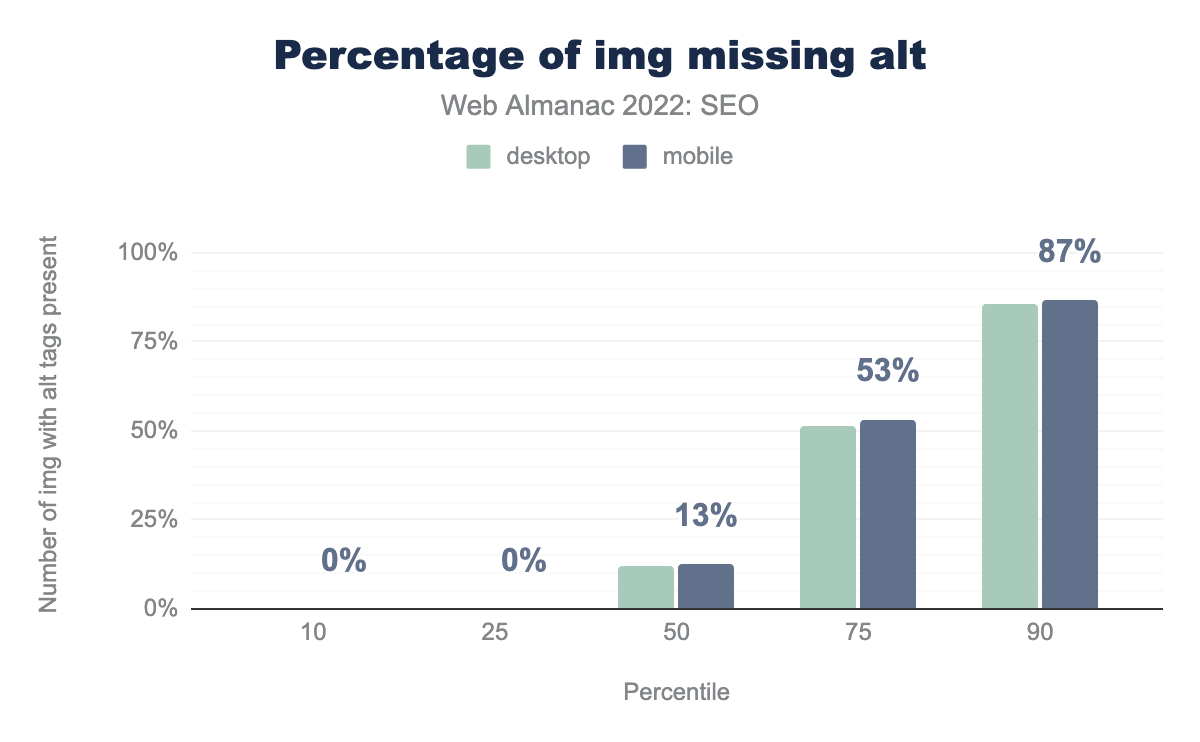 Percentage of img missing alt
Web Almanac 2022: SEO
desktop
mobile
Number of img with alt tags present
100%
75%
50%
25%
0%
0%
0%
13%
53%
87%
10
25
50
75
90
Percentile